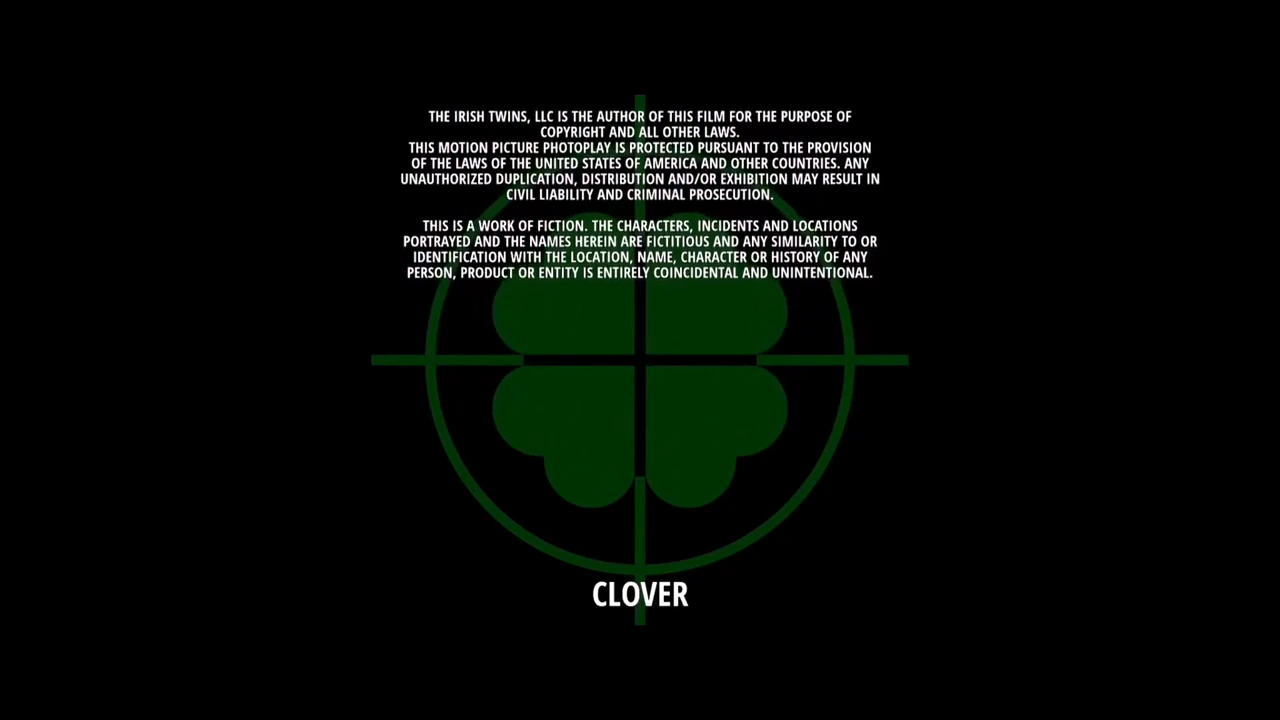 THE IRISH TWINS, LLC IS THE AUTHOR OF THIS FILM FOR THE PURPOSE OF
COPYRIGHT AND ALL OTHER LAWS.
THIS MOTION PICTURE PHOTOPLAY IS PROTECTED PURSUANT TO THE PROVISION
OF THE LAWS OF THE UNITED STATES OF AMERICA AND OTHER COUNTRIES. ANY
UNAUTHORIZED DUPLICATION, DISTRIBUTION AND/OR EXHIBITION MAY RESULT IN
CIVIL LIABILITY AND CRIMINAL PROSECUTION.
THIS IS A WORK OF FICTION. THE CHARACTERS, INCIDENTS AND LOCATIONS
PORTRAYED AND THE NAMES HEREIN ARE FICTITIOUS AND ANY SIMILARITY TO OR
IDENTIFICATION WITH THE LOCATION, NAME, CHARACTER OR HISTORY OF ANY
PERSON, PRODUCT OR ENTITY IS ENTIRELY COINCIDENTAL AND UNINTENTIONAL.
CLOVER